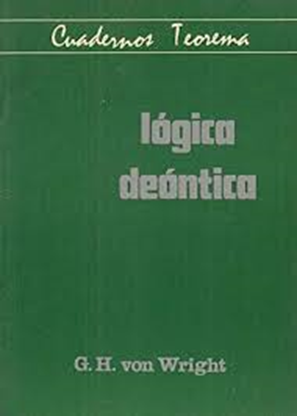 Cuadernos Teorema
lógica
deóntica
G. H. von Wright